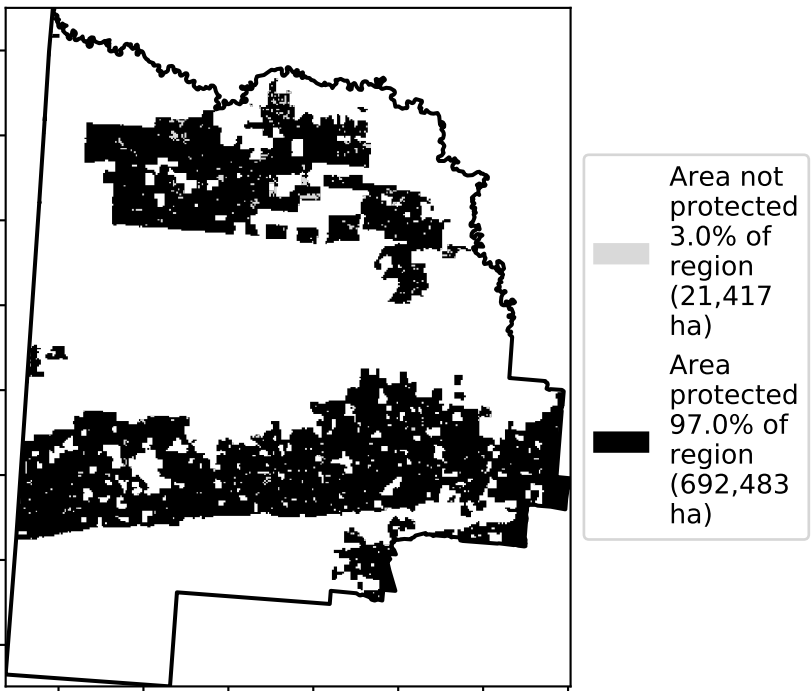 Area not
protected
3.0% of
region
(21,417
ha)
Area
protected
97.0% of
region
(692,483
ha)